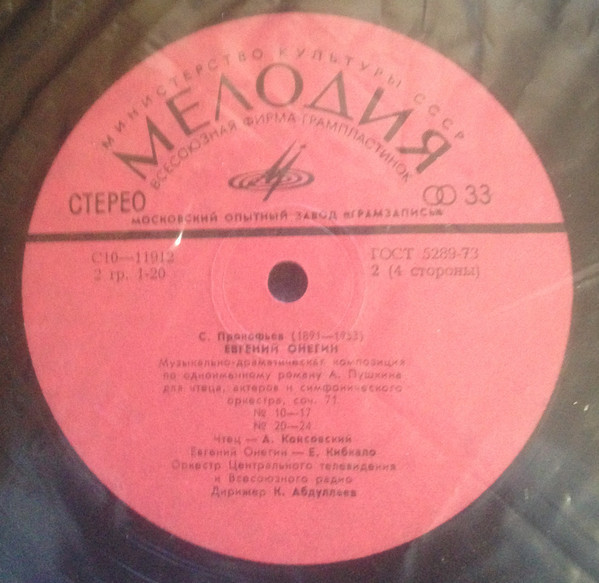 МИНИСТЕРСТВО КУЛЬТУРЫ СССР
МЕЛОДИЯ
ВСЕСОЮЗНАЯ ФИРМА ГРАМПЛАСТИНОК
СТЕРЕО
33
МОСКОВСКИЙ ОПЫТНЫЙ ЗАВОД «ГРАМЗАПИСЬ»
С10—11912
ГОСТ 5289-73
2 гр. 1-20
2 (4 стороны)
С. Прокофьев (1891—1953)
ЕВГЕНИЙ ОНЕГИН
Музыкально-драматическая композиция
по одноименному роману А. Пушкина
для чтеца, актеров и симфонического
оркестра, соч. 71
№ 10—17
№ 20—24
Чтец — А. Консовский
Евгений Онегин — Е. Кибкало
Оркестр Центрального телевидения
и Всесоюзного радио
Дирижер К. Абдуллаев